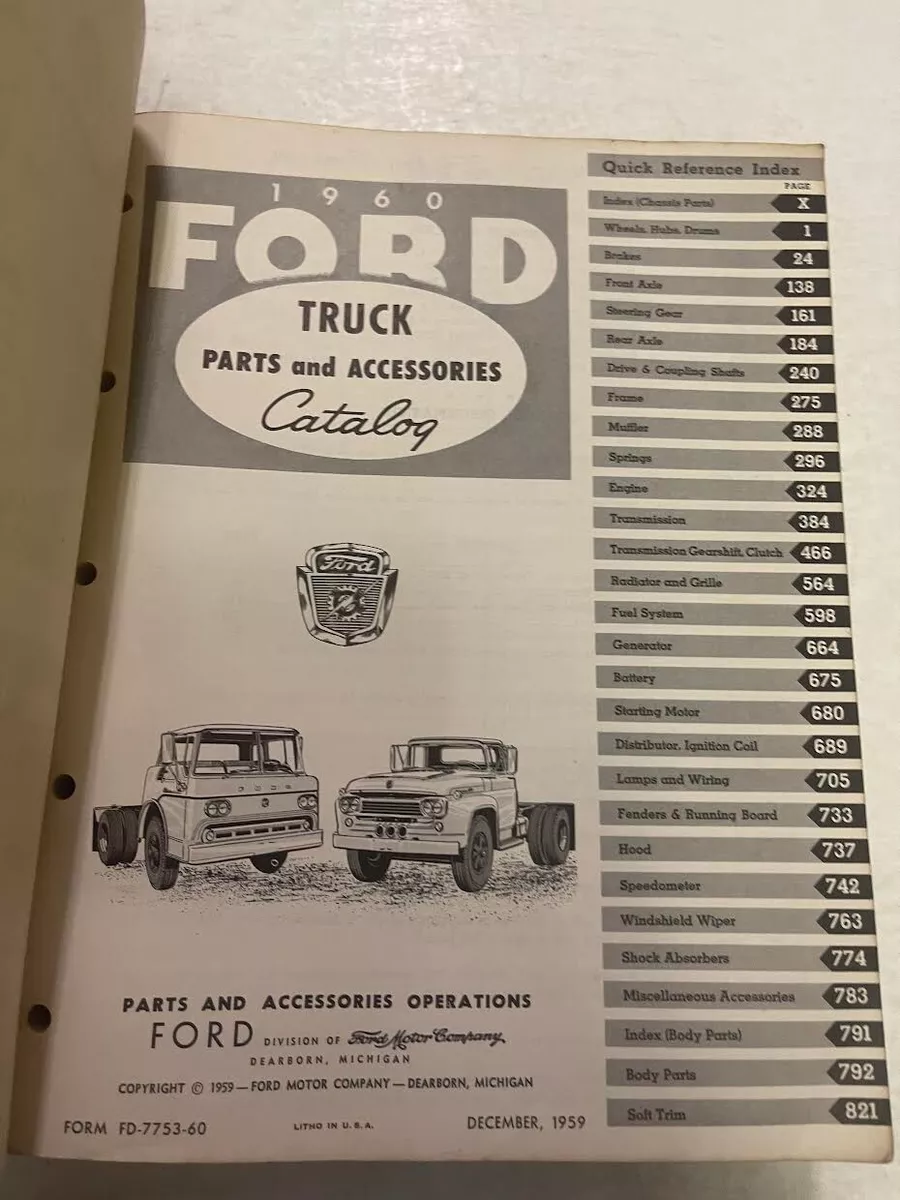 1960
FORD
TRUCK
PARTS and ACCESSORIES
Catalog
Ford
FORD
PARTS AND ACCESSORIES OPERATIONS
FORD DIVISION OF Ford Motor Company,
DEARBORN, MICHIGAN
COPYRIGHT © 1959—FORD MOTOR COMPANY—DEARBORN, MICHIGAN
FORM FD-7753-60 LITHO IN U.S.A. DECEMBER, 1959
Quick Reference Index
PAGE
Index (Chassis Parts) X
Wheels, Hubs, Drums 1
Brakes 24
Front Axle 138
Steering Gear 161
Rear Axle 184
Drive & Coupling Shafts 240
Frame 275
Muffler 288
Springs 296
Engine 324
Transmission 384
Transmission Gearshift, Clutch 466
Radiator and Grille 564
Fuel System 598
Generator 664
Battery 675
Starting Motor 680
Distributor, Ignition Coil 689
Lamps and Wiring 705
Fenders & Running Board 733
Hood 737
Speedometer 742
Windshield Wiper 763
Shock Absorbers 774
Miscellaneous Accessories 783
Index (Body Parts) 791
Body Parts 792
Soft Trim 821